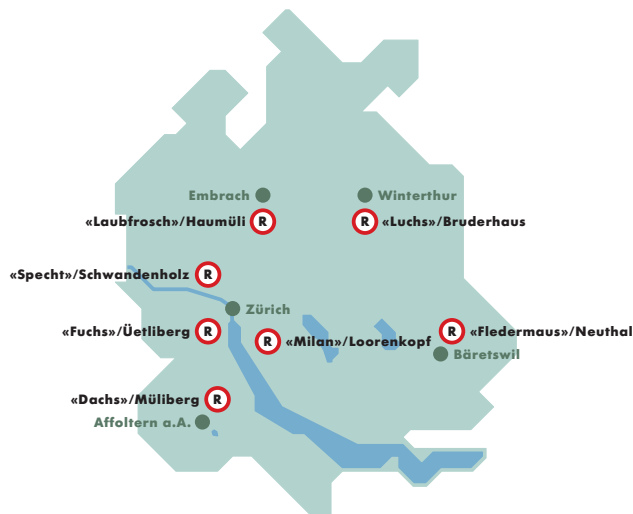 Embrach
Winterthur
«Laubfrosch»/Haumüli
R
R
«Luchs»/Bruderhaus
«Specht»/Schwandenholz
R
Zürich
«Fuchs»/Üetliberg
R
R
«Milan»/Loorenkopf
R
«Fledermaus»/Neuthal
Bäretswil
«Dachs»/Müliberg
R
Affoltern a.A.